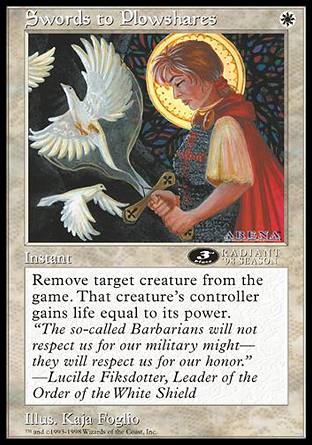 Swords to Plowshares
ARENA
Instant
3rd
Place
RADIANT
'98 SEASON
Remove target creature from the
game. That creature's controller
gains life equal to its power.
“The so-called Barbarians will not
respect us for our military might—
they will respect us for our honor.”
—Lucilde Fiksdotter, Leader of the
Order of the White Shield
Illus. Kaja Foglio
™ and ©1993-1998 Wizards of the Coast, Inc.